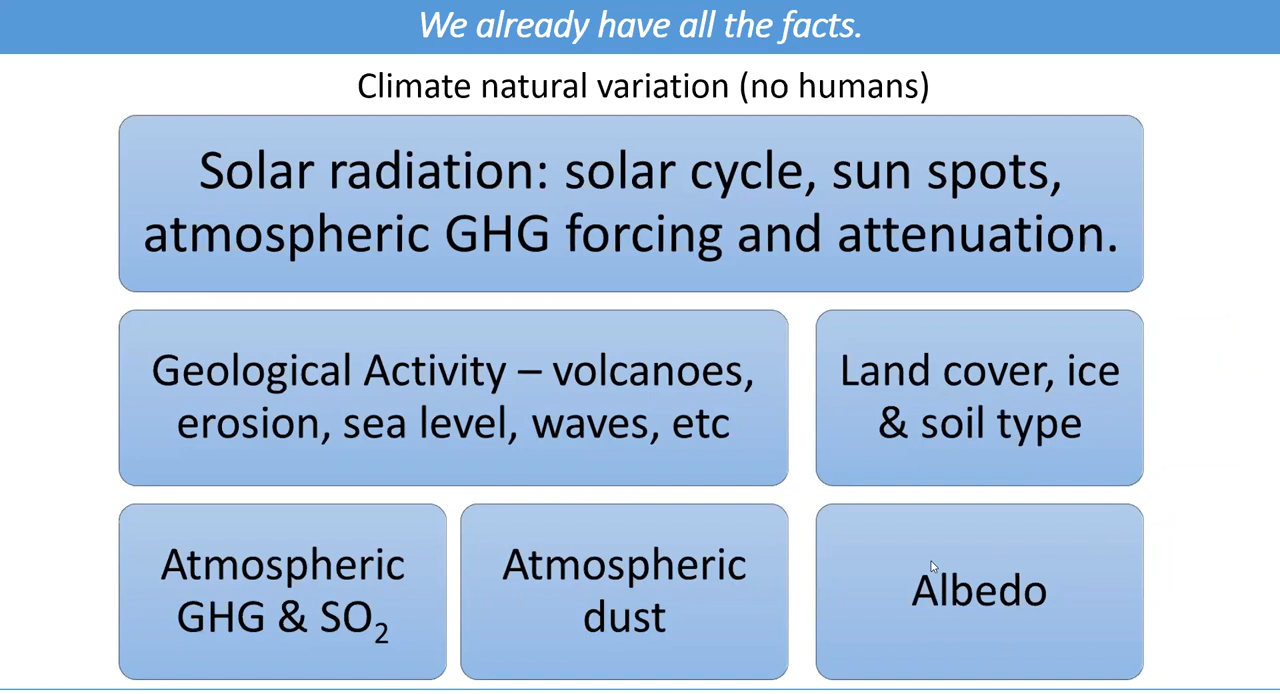 We already have all the facts.
Climate natural variation (no humans)
Solar radiation: solar cycle, sun spots,
atmospheric GHG forcing and attenuation.
Geological Activity – volcanoes,
erosion, sea level, waves, etc
Land cover, ice
& soil type
Atmospheric
GHG & SO₂
Atmospheric
dust
Albedo